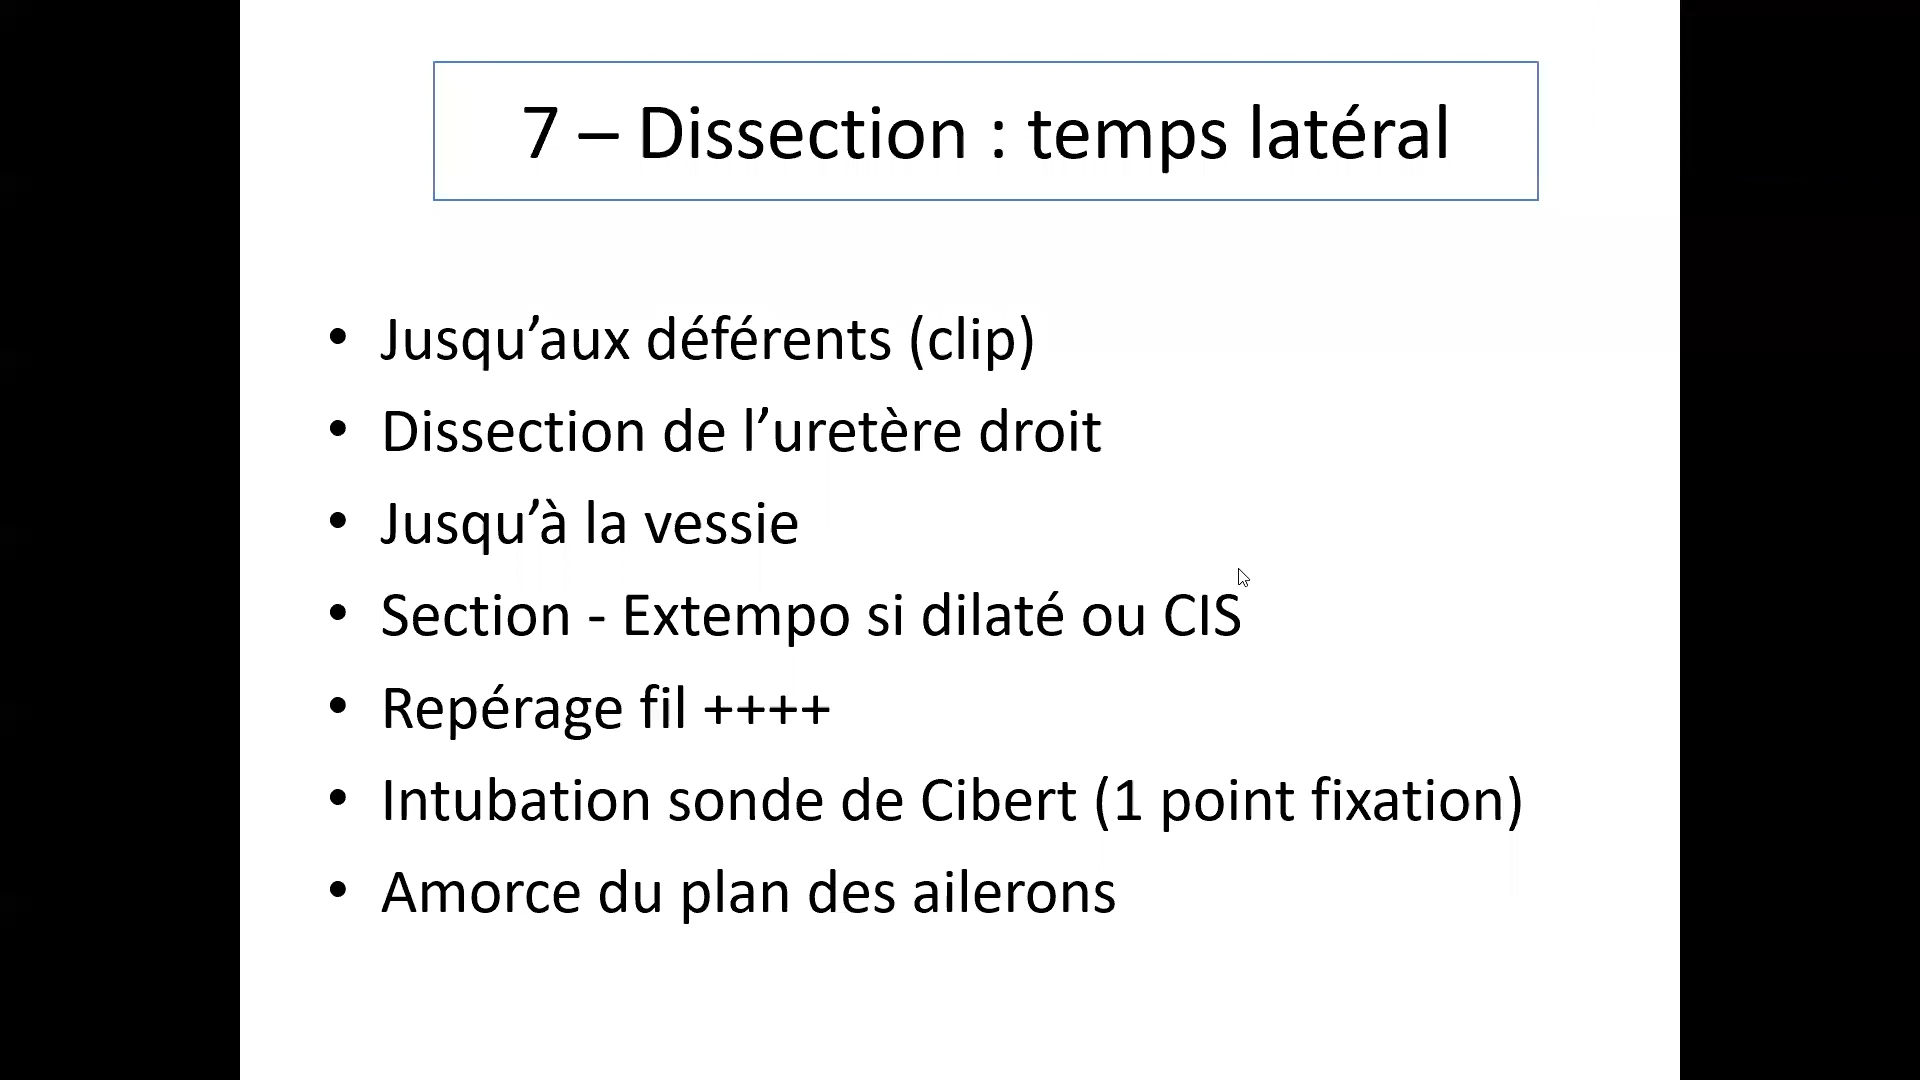 7 – Dissection : temps latéral
• Jusqu’aux déférents (clip)
• Dissection de l’uretère droit
• Jusqu’à la vessie
• Section - Extempo si dilaté ou CIS
• Repérage fil ++++
• Intubation sonde de Cibert (1 point fixation)
• Amorce du plan des ailerons